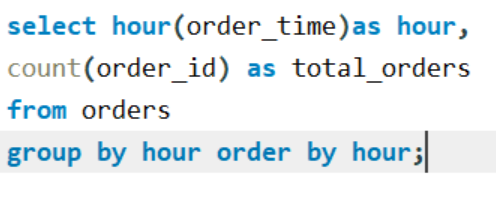 select hour(order_time)as hour,
count(order_id) as total_orders
from orders
group by hour order by hour;